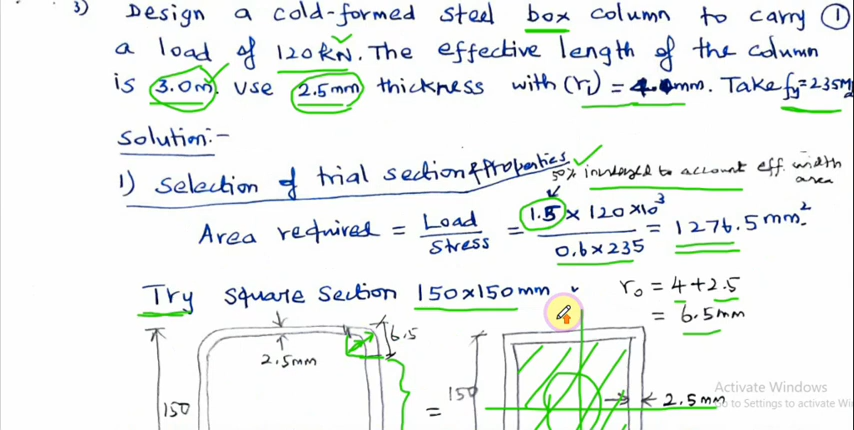 3) Design a cold-formed steel box column to carry ①
a load of 120kN. The effective length of the column
is 3.0m. Use 2.5mm thickness with (ri) = 4.0mm. Take fy=235M
Solution:-
1) Selection of trial section & Properties
50% increased to account eff. width
area
Area required = Load / Stress = 1.5 × 120 × 10³ / 0.6 × 235 = 1276.5 mm².
Try square section 150×150mm
ro = 4 + 2.5
= 6.5mm
6.5
2.5mm
150
=
150
2.5mm
Activate Windows
to Settings to activate Wi